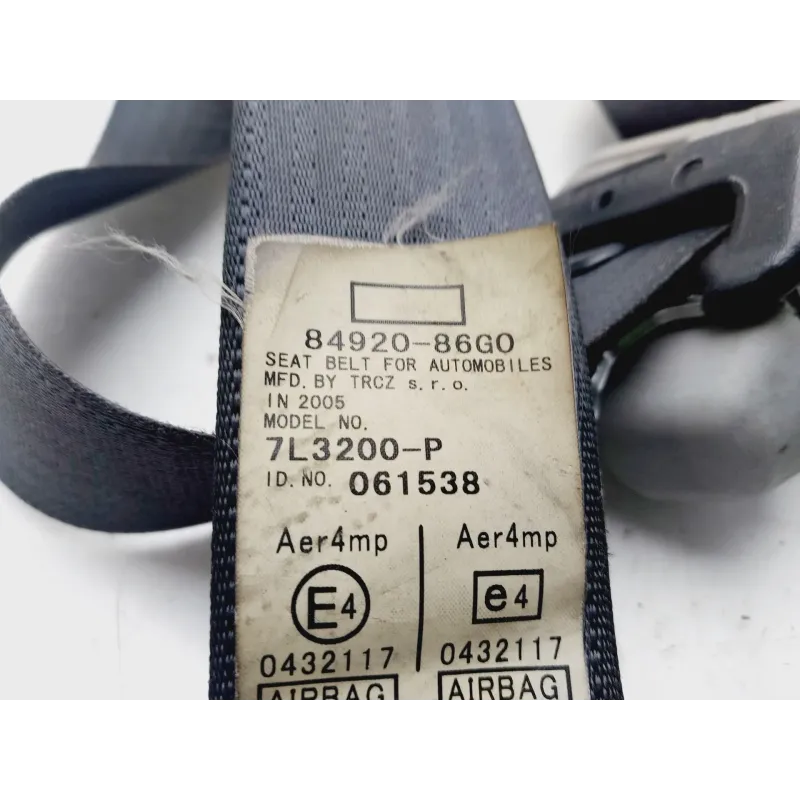 84920-86G0
SEAT BELT FOR AUTOMOBILES
MFD. BY TRCZ s.r.o.
IN 2005
MODEL NO.
7L3200-P
ID. NO. 061538
Aer4mp
E4
0432117
AIRBAG
Aer4mp
e4
0432117
AIRBAG